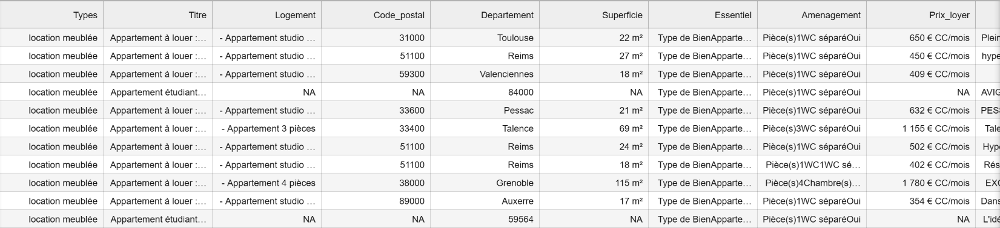 Types Titre Logement Code_postal Departement Superficie Essentiel Amenagement Prix_loyer
location meublée Appartement à louer :… - Appartement studio … 31000 Toulouse 22 m² Type de BienApparte… Pièce(s)1WC séparéOui 650 € CC/mois Plein
location meublée Appartement à louer :… - Appartement studio … 51100 Reims 27 m² Type de BienApparte… Pièce(s)1WC séparéOui 450 € CC/mois hype
location meublée Appartement à louer :… - Appartement studio … 59300 Valenciennes 18 m² Type de BienApparte… Pièce(s)1WC séparéOui 409 € CC/mois
location meublée Appartement étudiant… NA NA 84000 NA Type de BienApparte… Pièce(s)1WC séparéOui NA AVIG
location meublée Appartement à louer :… - Appartement studio … 33600 Pessac 21 m² Type de BienApparte… Pièce(s)1WC séparéOui 632 € CC/mois PES
location meublée Appartement à louer :… - Appartement 3 pièces 33400 Talence 69 m² Type de BienApparte… Pièce(s)3WC séparéOui 1 155 € CC/mois Tale
location meublée Appartement à louer :… - Appartement studio … 51100 Reims 24 m² Type de BienApparte… Pièce(s)1WC séparéOui 502 € CC/mois Hyp
location meublée Appartement à louer :… - Appartement studio … 51100 Reims 18 m² Type de BienApparte… Pièce(s)1WC1WC sé… 402 € CC/mois Rés
location meublée Appartement à louer :… - Appartement 4 pièces 38000 Grenoble 115 m² Type de BienApparte… Pièce(s)4Chambre(s)… 1 780 € CC/mois EXC
location meublée Appartement à louer :… - Appartement studio … 89000 Auxerre 17 m² Type de BienApparte… Pièce(s)1WC séparéOui 354 € CC/mois Dans
location meublée Appartement étudiant… NA NA 59564 NA Type de BienApparte… Pièce(s)1WC séparéOui NA L'idé